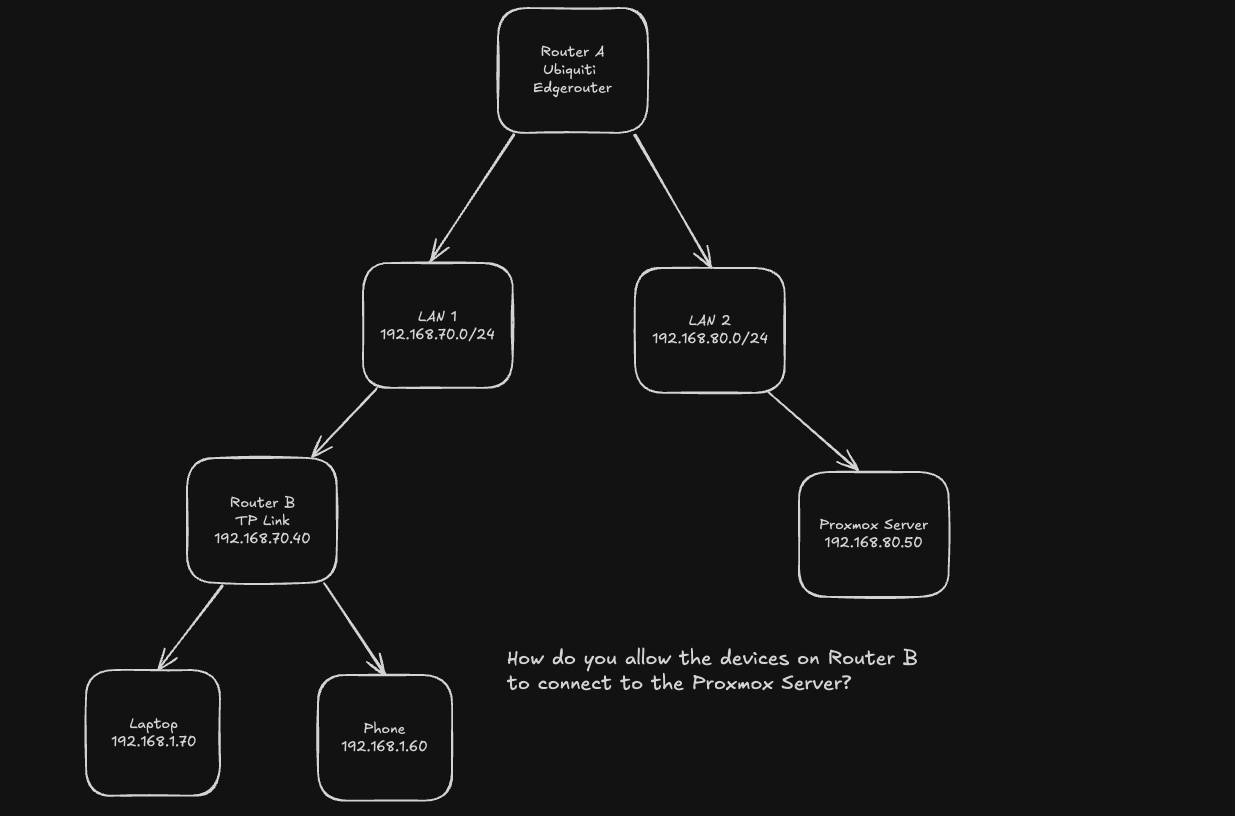 Router A
Ubiquiti
Edgerouter
LAN 1
192.168.70.0/24
LAN 2
192.168.80.0/24
Router B
TP Link
192.168.70.40
Proxmox Server
192.168.80.50
How do you allow the devices on Router B
to connect to the Proxmox Server?
Laptop
192.168.1.70
Phone
192.168.1.60